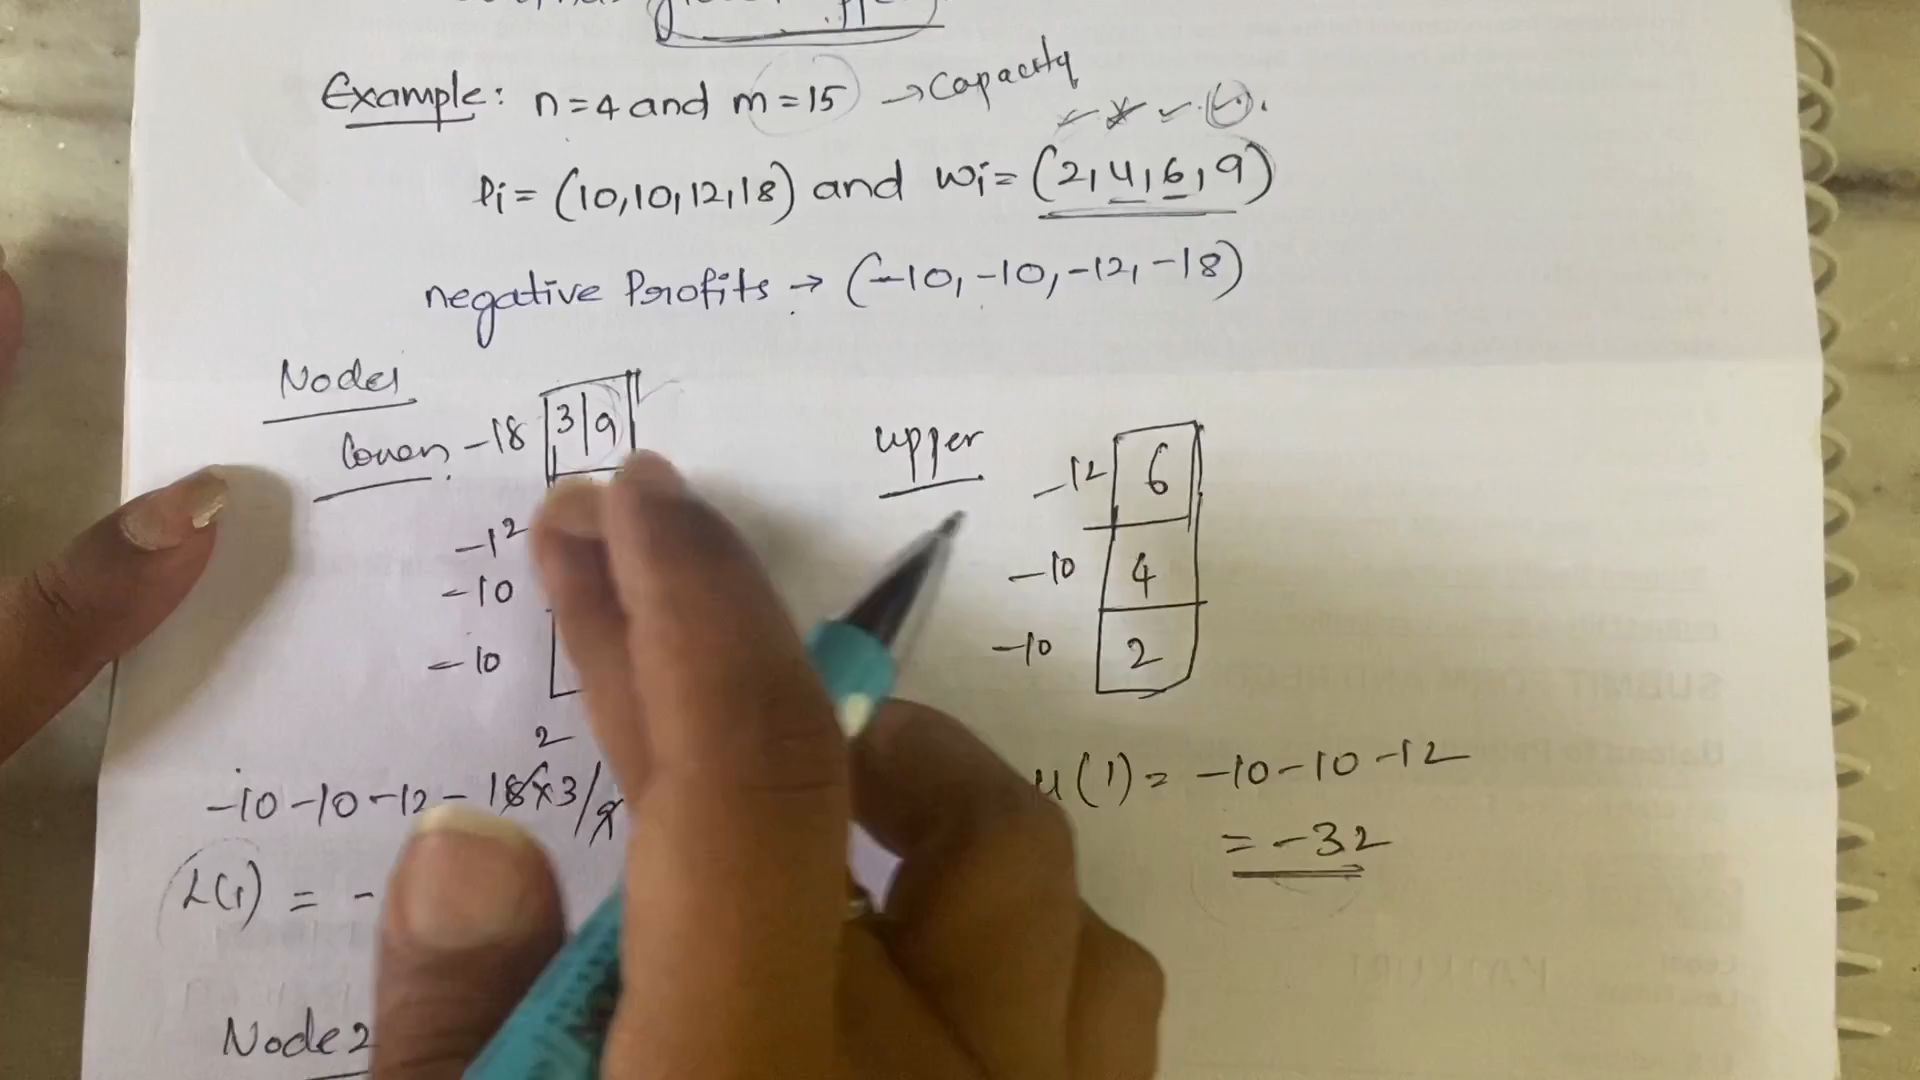 Example: n=4 and m=15 → Capacity
Pi = (10,10,12,18) and wi = (2,4,6,9)
negative Profits → (-10, -10, -12, -18)
Node1
Lower -18 3|9
-12
-10
-10
2
-10-10-12-18×3/9
L(1) = -
upper
-12 6
-10 4
-10 2
u(1) = -10-10-12
= -32
Node 2